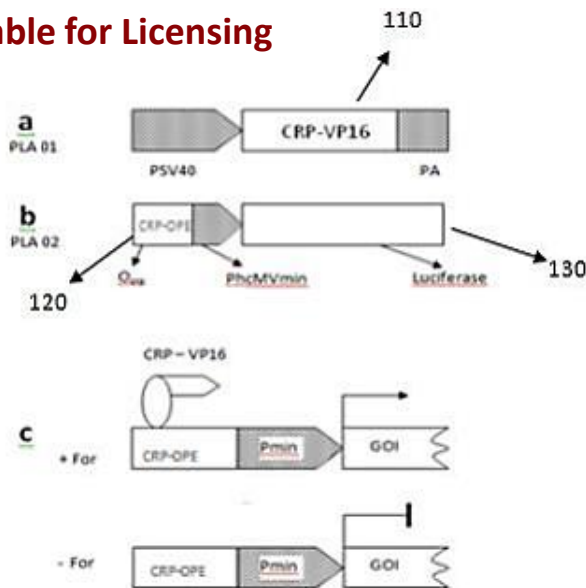 able for Licensing
110
a
PLA 01
CRP-VP16
PSV40
PA
b
PLA 02
CRP-OPE
PhcMVmin
Luciferase
120
130
CRP – VP16
c
+ For
CRP-OPE
Pmin
GOI
- For
CRP-OPE
Pmin
GOI